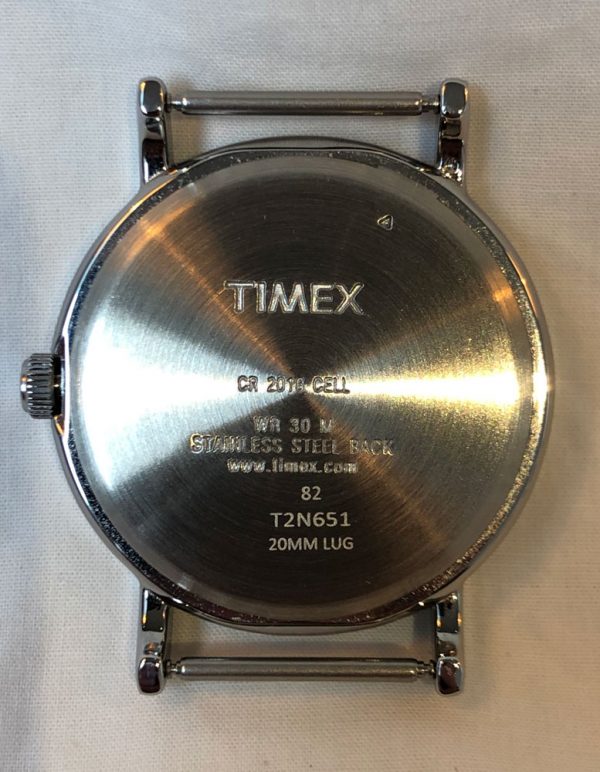 TIMEX
CR 2016 CELL
WR 30 M
STAINLESS STEEL BACK
www.timex.com
82
T2N651
20MM LUG